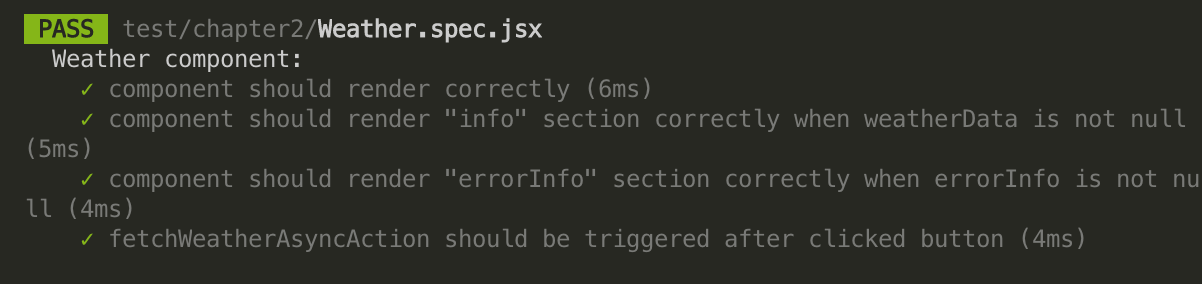 PASS test/chapter2/Weather.spec.jsx
Weather component:
✓ component should render correctly (6ms)
✓ component should render "info" section correctly when weatherData is not null
(5ms)
✓ component should render "errorInfo" section correctly when errorInfo is not nu
ll (4ms)
✓ fetchWeatherAsyncAction should be triggered after clicked button (4ms)